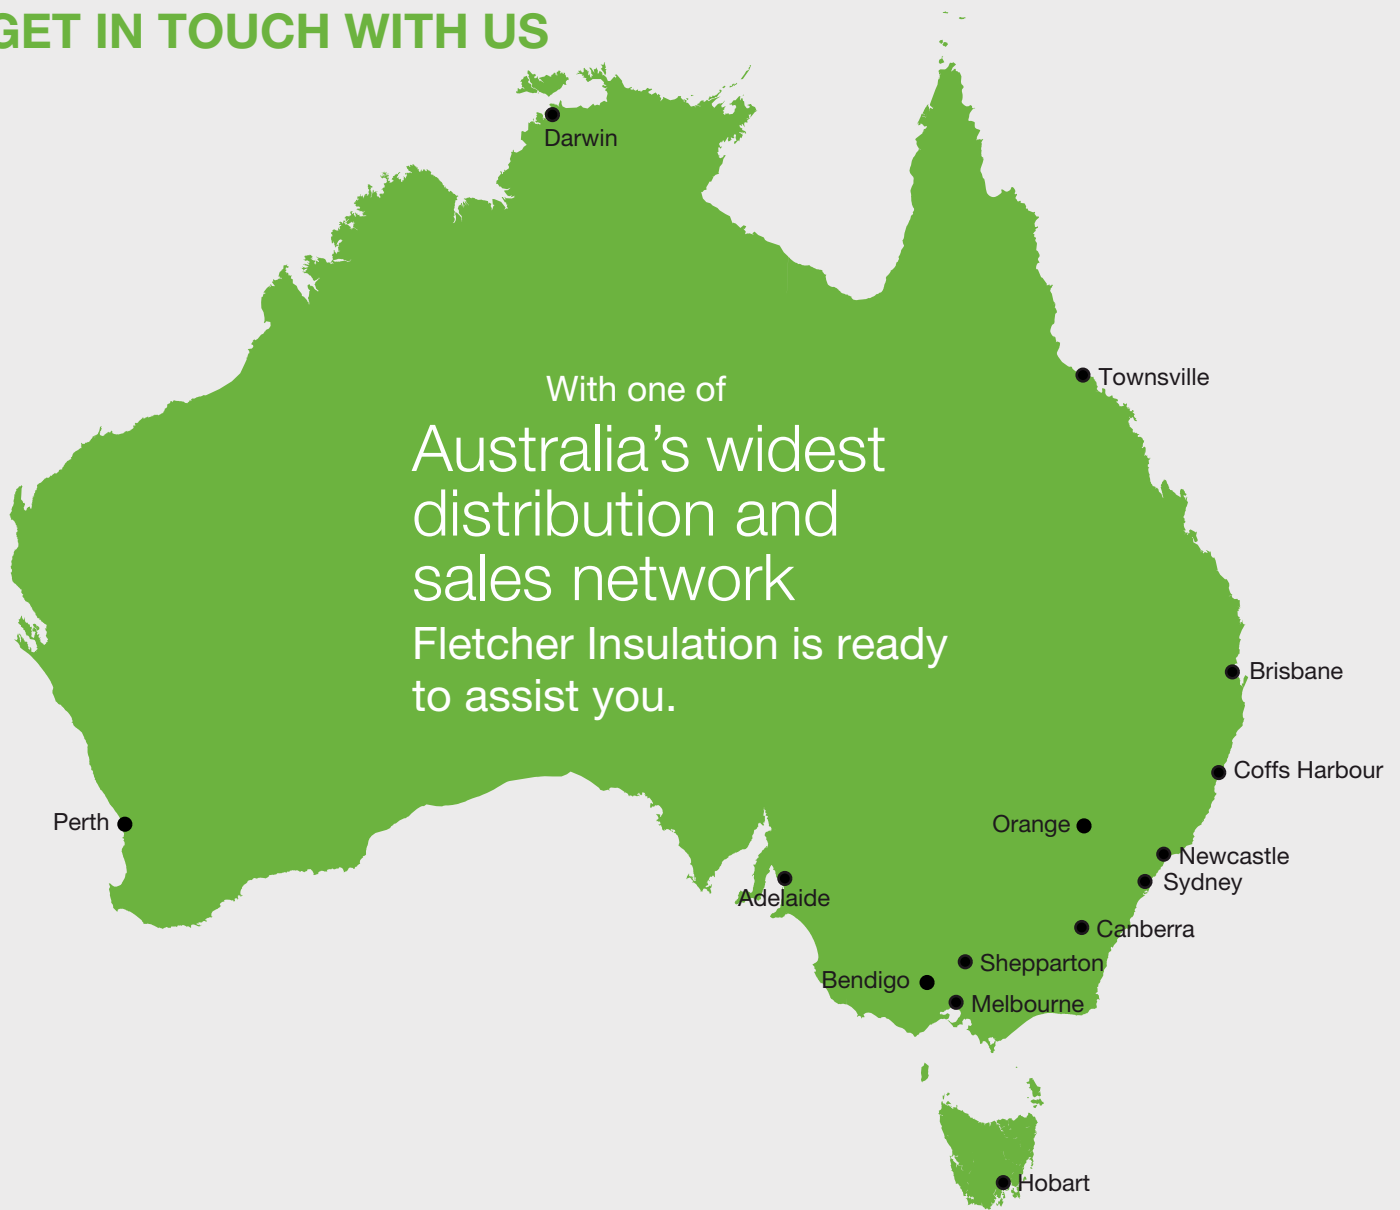 GET IN TOUCH WITH US
Darwin
Townsville
With one of
Australia’s widest
distribution and
sales network
Fletcher Insulation is ready
to assist you.
Brisbane
Coffs Harbour
Perth
Orange
Newcastle
Sydney
Adelaide
Canberra
Shepparton
Bendigo
Melbourne
Hobart